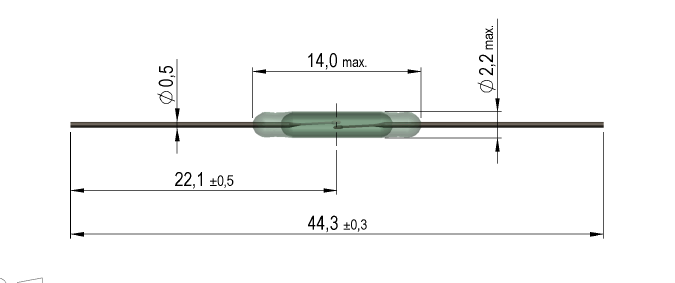 14,0 max.
Ø 0,5
Ø 2,2 max.
22,1 ±0,5
44,3 ±0,3